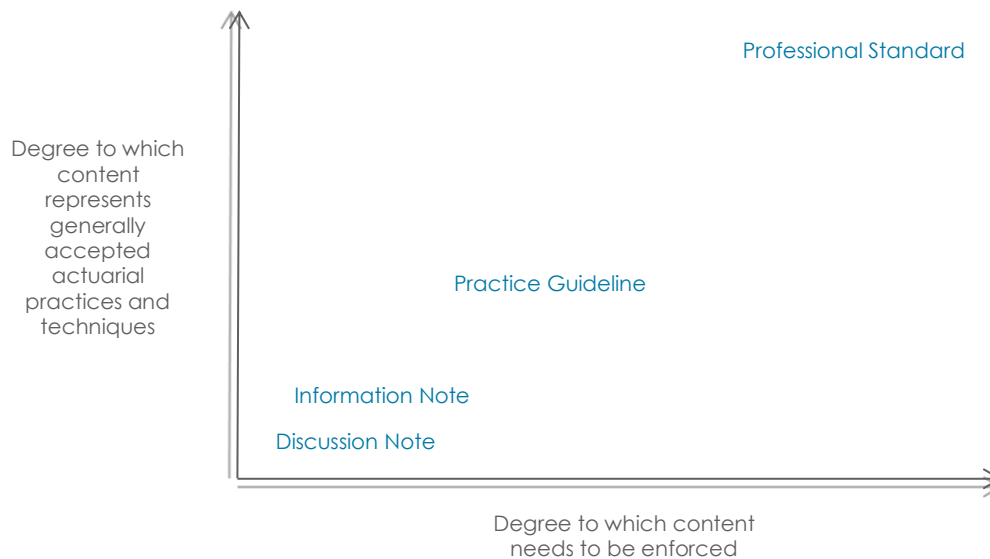 Professional Standard
Degree to which
content
represents
generally
accepted
actuarial
practices and
techniques
Practice Guideline
Information Note
Discussion Note
Degree to which content
needs to be enforced